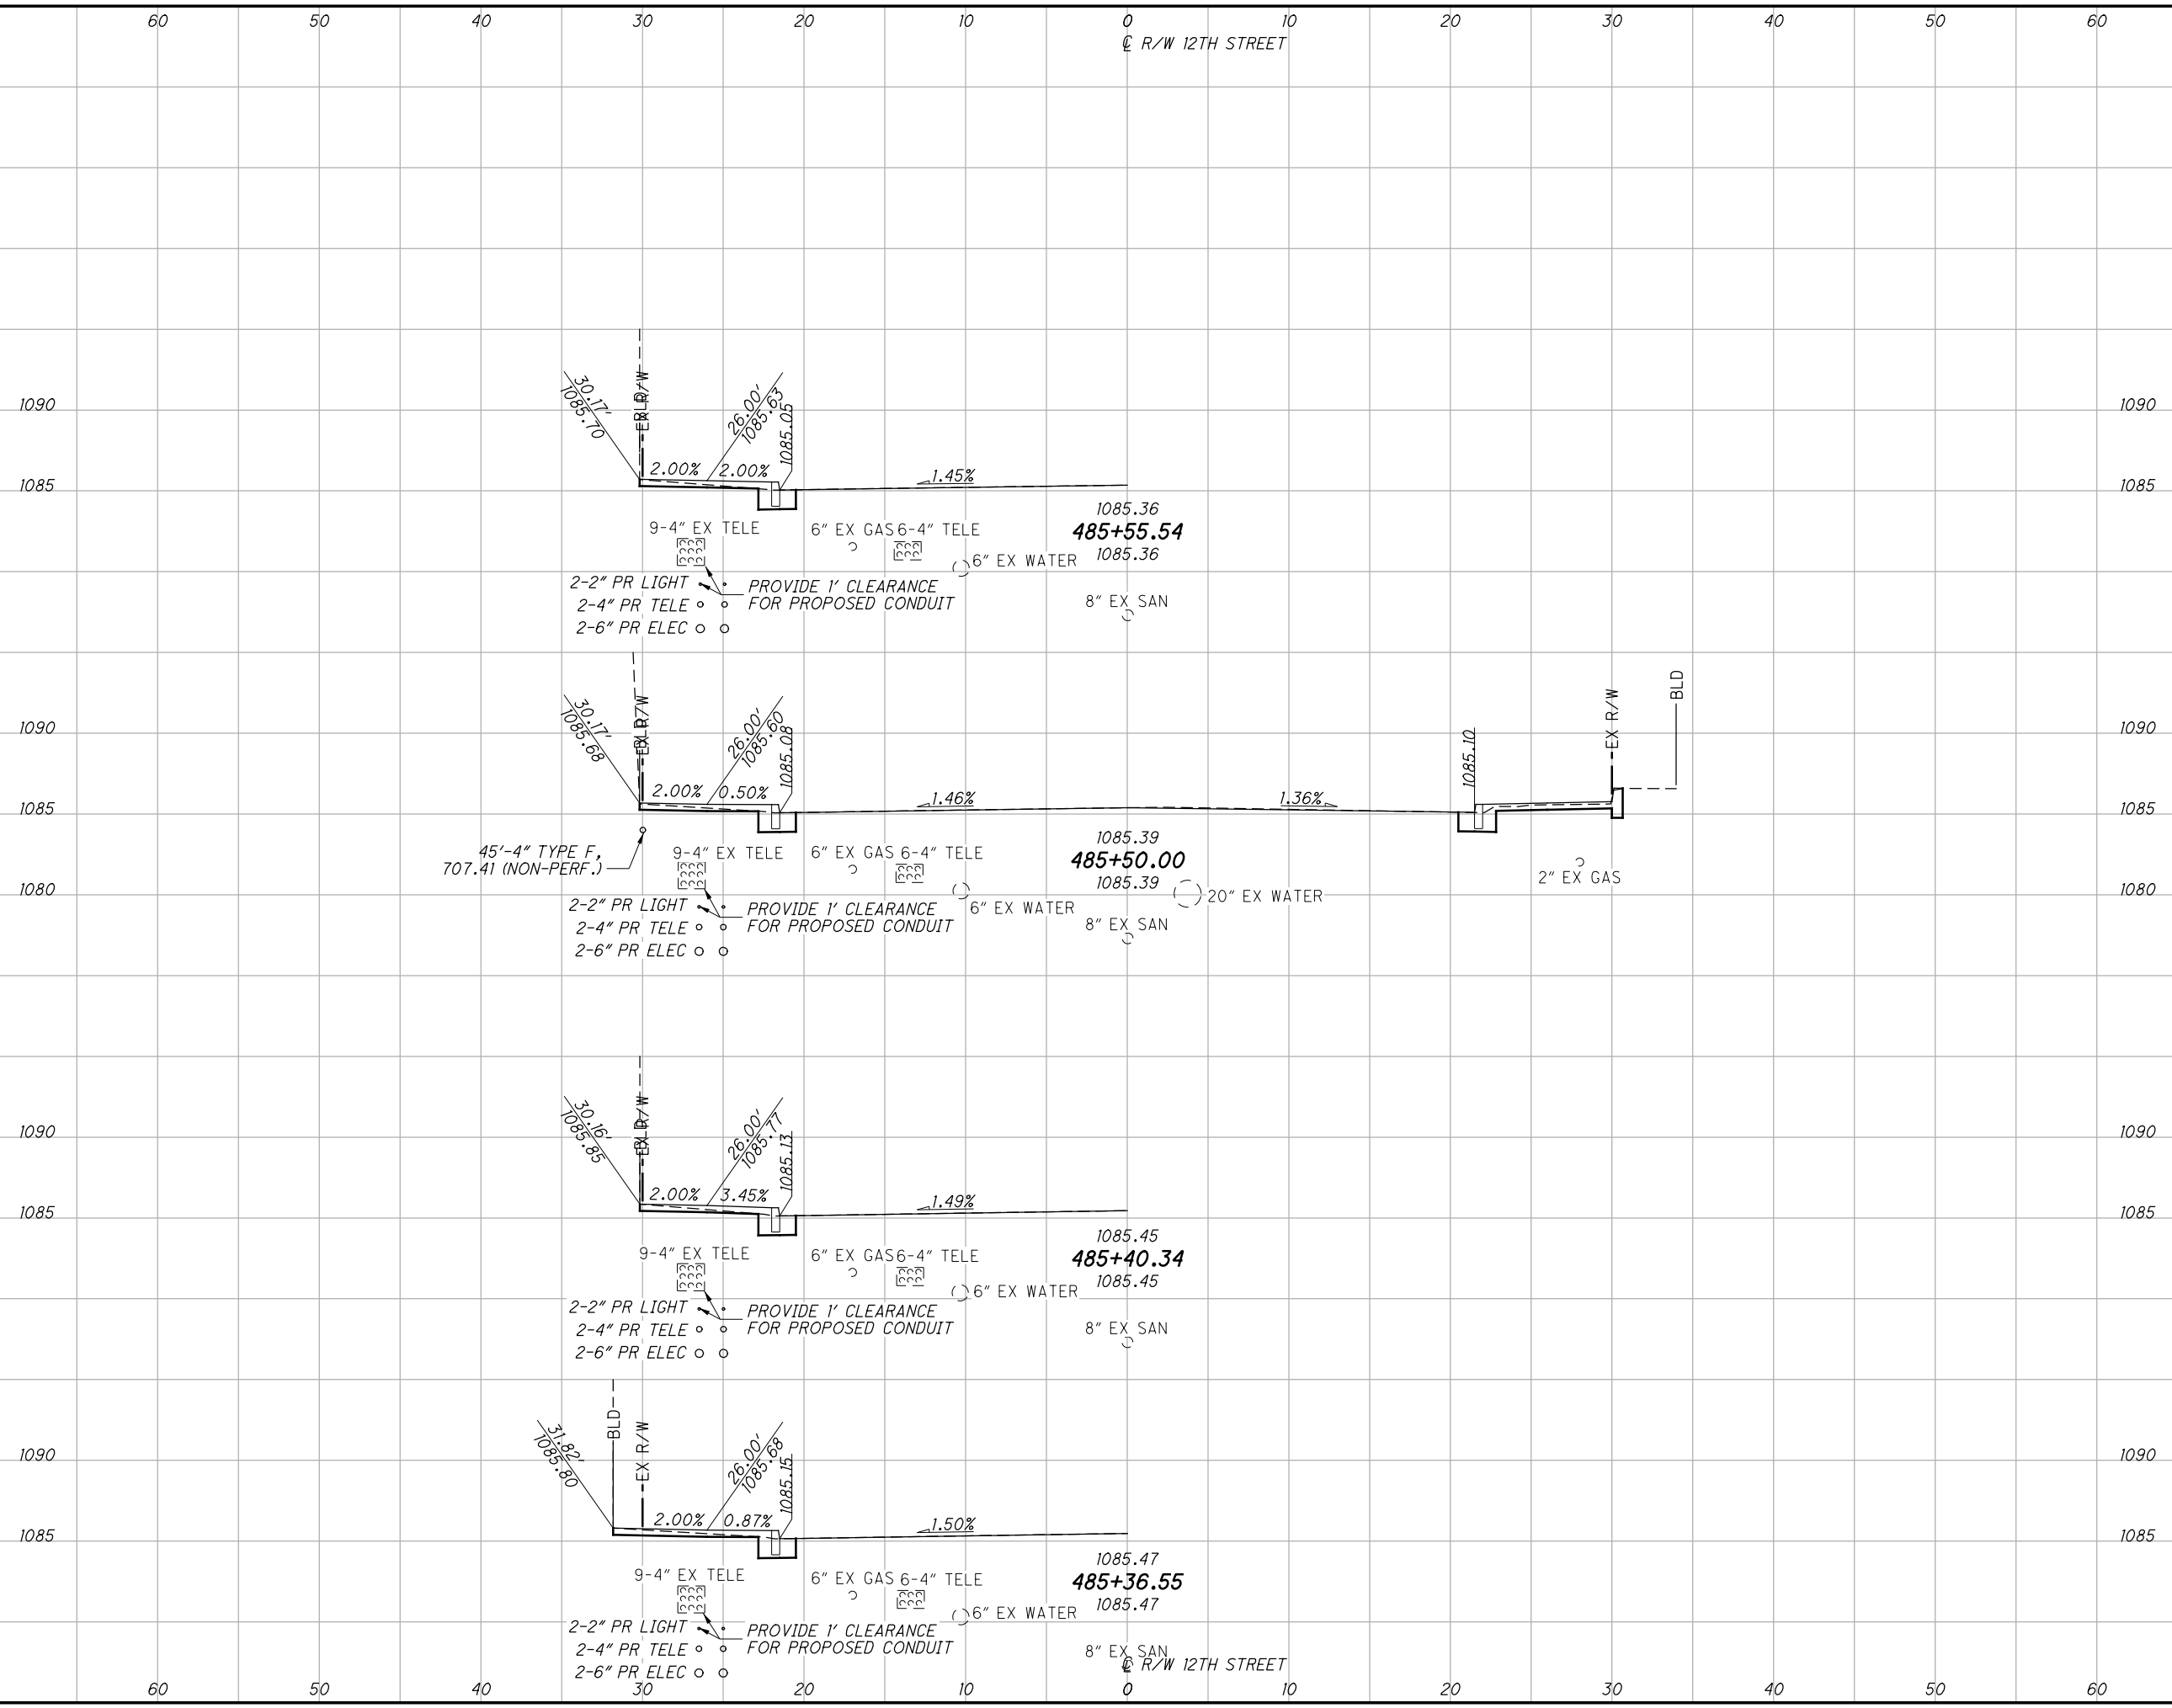 60 50 40 30 20 10 0 10 20 30 40 50 60
℄ R/W 12TH STREET
30.17'
1085.70
BLD
EX R/W
26.00'
1085.63
1085.05
1090 1090
2.00% 2.00% 1.45%
1085 1085
1085.36
485+55.54
1085.36
9-4" EX TELE
6" EX GAS 6-4" TELE
6" EX WATER
2-2" PR LIGHT
2-4" PR TELE
2-6" PR ELEC
PROVIDE 1' CLEARANCE
FOR PROPOSED CONDUIT
8" EX SAN
30.17'
1085.68
BLD
EX R/W
26.00'
1085.60
1085.08
1085.10
EX R/W
BLD
1090 1090
2.00% 0.50% 1.46% 1.36%
1085 1085
1085.39
485+50.00
1085.39
45'-4" TYPE F,
707.41 (NON-PERF.)
9-4" EX TELE
6" EX GAS 6-4" TELE
2" EX GAS
1080 1080
20" EX WATER
6" EX WATER
2-2" PR LIGHT
2-4" PR TELE
2-6" PR ELEC
PROVIDE 1' CLEARANCE
FOR PROPOSED CONDUIT
8" EX SAN
30.16'
1085.85
BLD
EX R/W
26.00'
1085.77
1085.13
1090 1090
2.00% 3.45% 1.49%
1085 1085
1085.45
485+40.34
1085.45
9-4" EX TELE
6" EX GAS 6-4" TELE
6" EX WATER
2-2" PR LIGHT
2-4" PR TELE
2-6" PR ELEC
PROVIDE 1' CLEARANCE
FOR PROPOSED CONDUIT
8" EX SAN
31.82'
1085.80
BLD
EX R/W
26.00'
1085.68
1085.15
1090 1090
2.00% 0.87% 1.50%
1085 1085
1085.47
485+36.55
1085.47
9-4" EX TELE
6" EX GAS 6-4" TELE
6" EX WATER
2-2" PR LIGHT
2-4" PR TELE
2-6" PR ELEC
PROVIDE 1' CLEARANCE
FOR PROPOSED CONDUIT
8" EX SAN
℄ R/W 12TH STREET
60 50 40 30 20 10 0 10 20 30 40 50 60